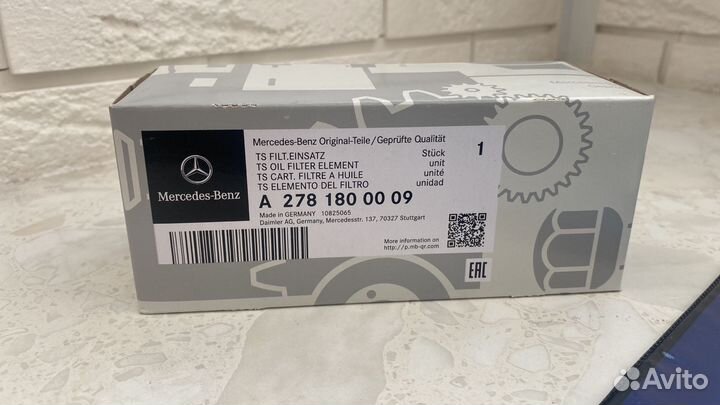 Mercedes-Benz
Mercedes-Benz Original-Teile/Geprüfte Qualität
TS FILT.EINSATZ Stück 1
TS OIL FILTER ELEMENT unit
TS CART. FILTRE A HUILE unité
TS ELEMENTO DEL FILTRO unidad
A 278 180 00 09
Made in GERMANY 10825065
Daimler AG, Germany, Mercedesstr. 137, 70327 Stuttgart
More information on
http://p.mb-qr.com
EAC
Avito